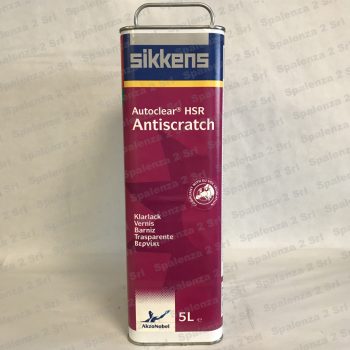 sikkens
Autoclear® HSR
Antiscratch
Klarlack
Vernis
Barniz
Trasparente
Βερνίκι
AkzoNobel
5L e
Spalenza 2 Srl